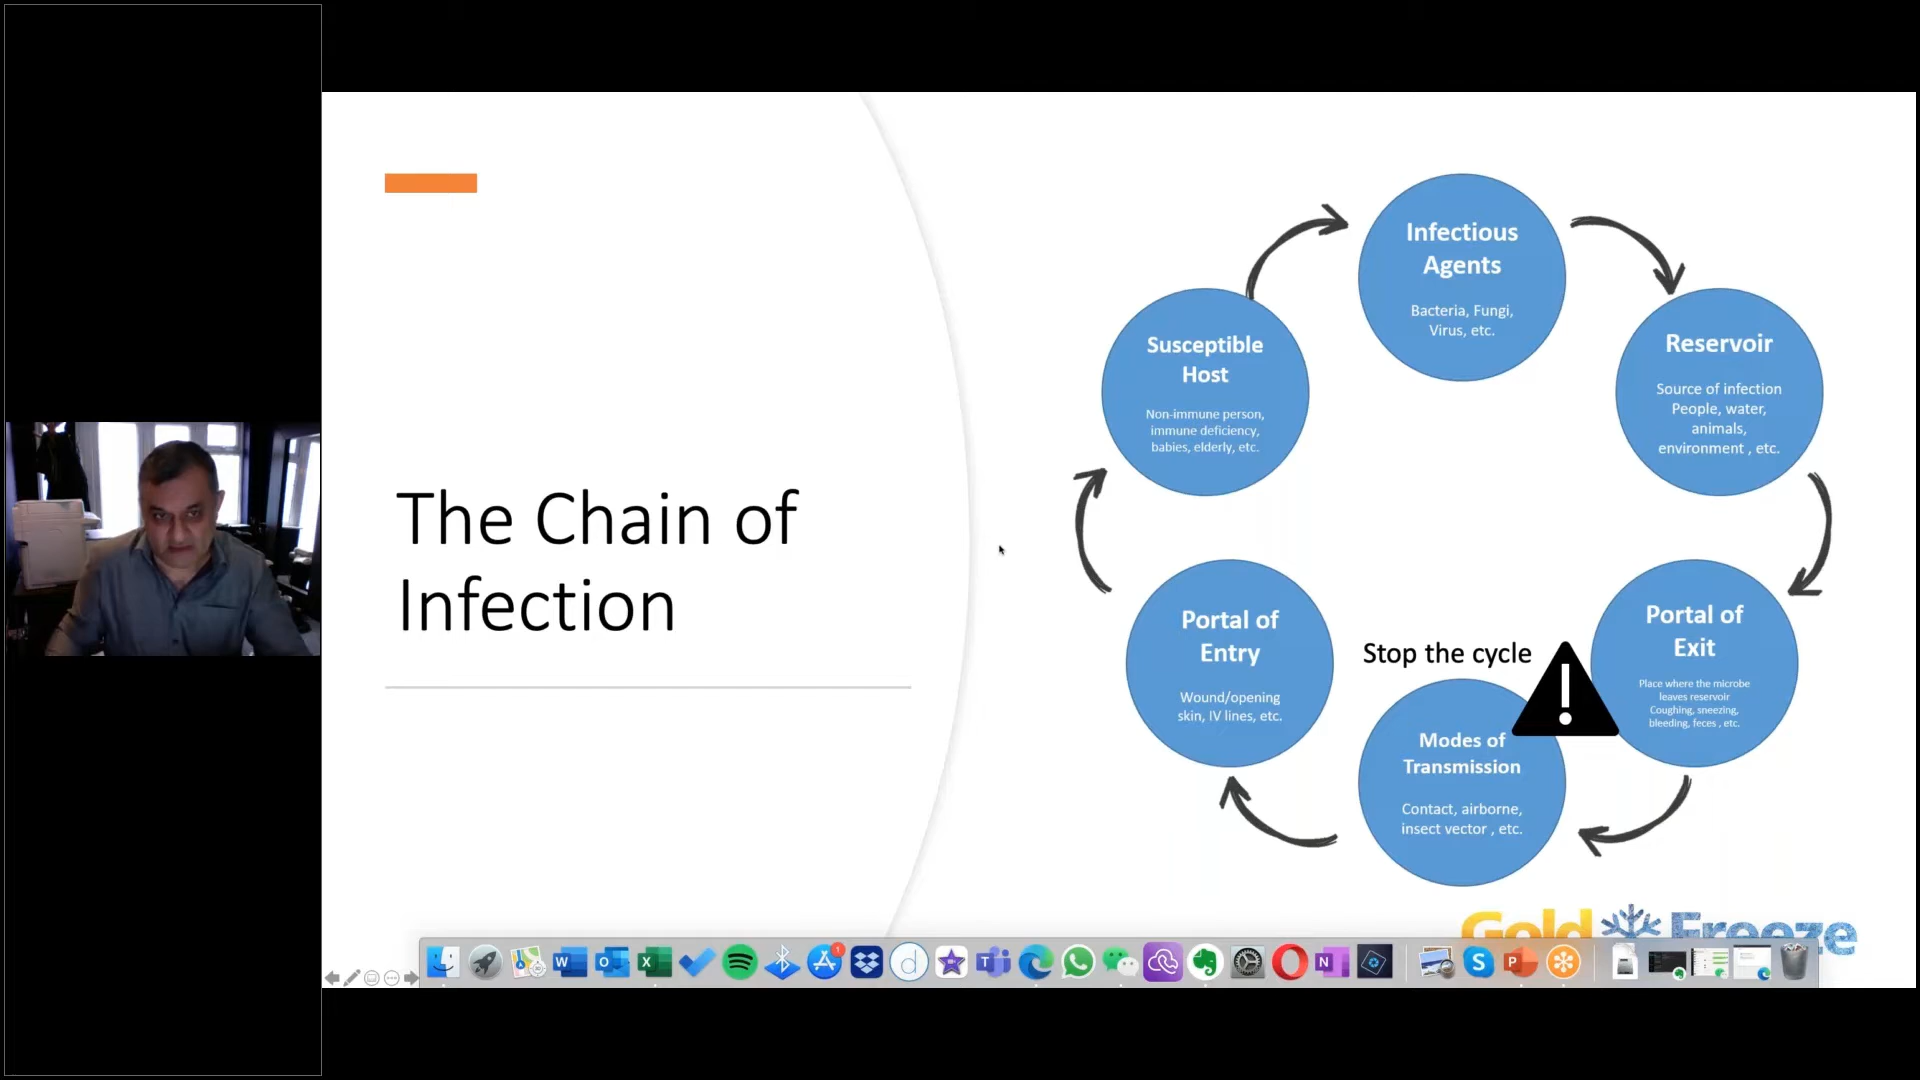 The Chain of
Infection
Infectious
Agents
Bacteria, Fungi,
Virus, etc.
Reservoir
Source of infection
People, water,
animals,
environment , etc.
Portal of
Exit
Place where the microbe
leaves reservoir
Coughing, sneezing,
bleeding, feces , etc.
Stop the cycle
Modes of
Transmission
Contact, airborne,
insect vector , etc.
Portal of
Entry
Wound/opening
skin, IV lines, etc.
Susceptible
Host
Non-immune person,
immune deficiency,
babies, elderly, etc.
Gold Freeze